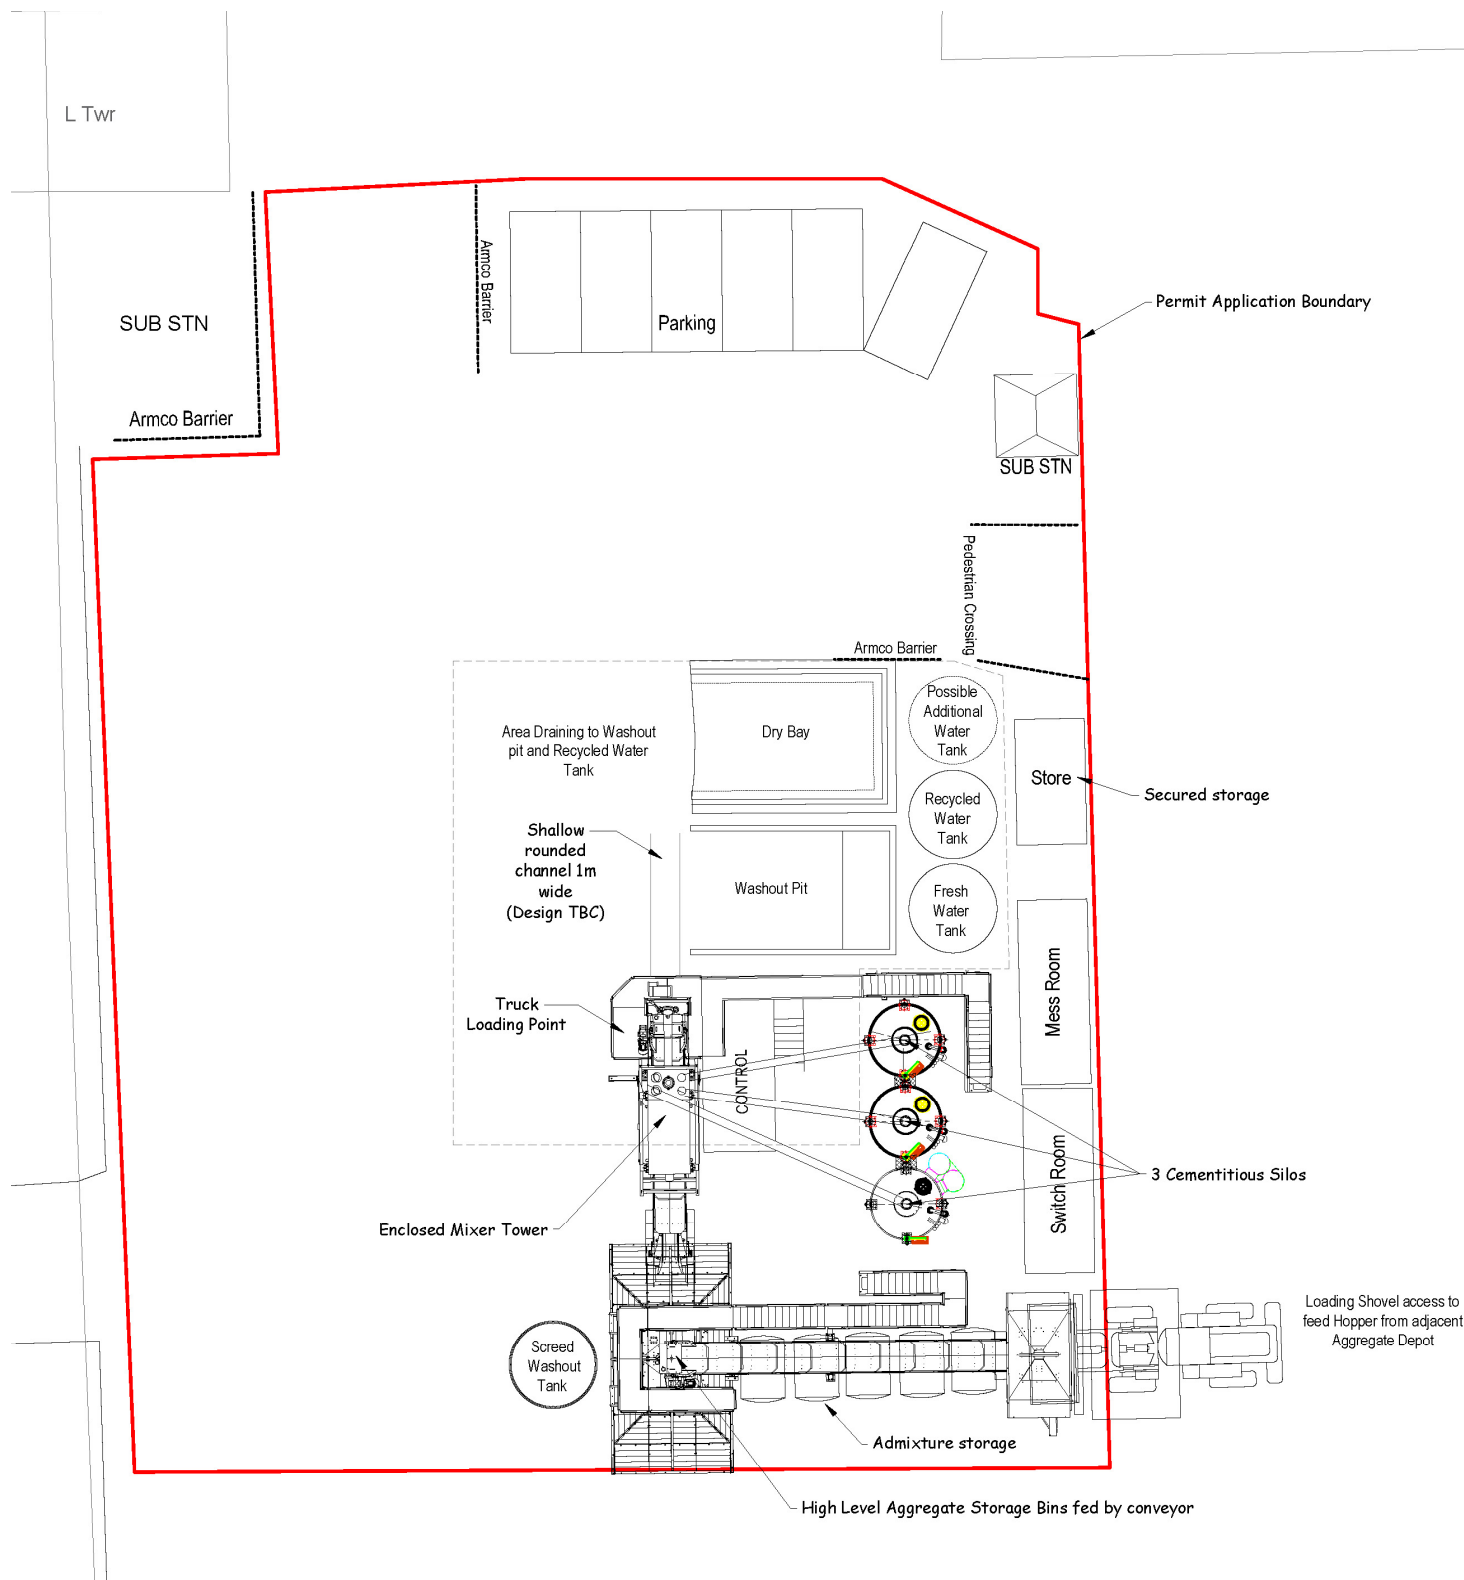 L Twr
SUB STN
Armco Barrier
Armco Barrier
Parking
Permit Application Boundary
SUB STN
Pedestrian Crossing
Armco Barrier
Area Draining to Washout
pit and Recycled Water
Tank
Dry Bay
Possible
Additional
Water
Tank
Store
Secured storage
Recycled
Water
Tank
Shallow
rounded
channel 1m
wide
(Design TBC)
Washout Pit
Fresh
Water
Tank
Mess Room
Truck
Loading Point
CONTROL
Switch Room
3 Cementitious Silos
Enclosed Mixer Tower
Loading Shovel access to
feed Hopper from adjacent
Aggregate Depot
Screed
Washout
Tank
Admixture storage
High Level Aggregate Storage Bins fed by conveyor